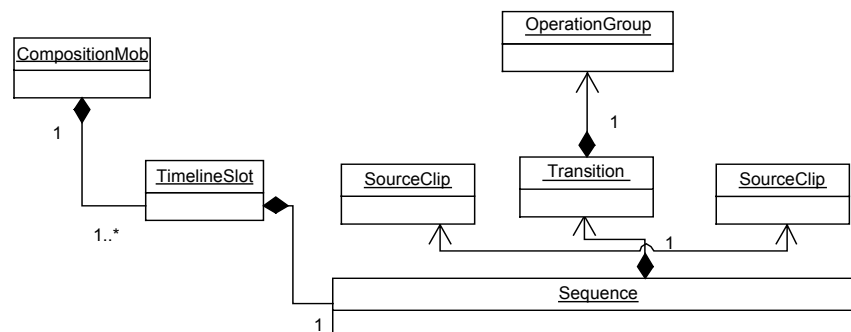 OperationGroup
CompositionMob
1
1
TimelineSlot
SourceClip
Transition
SourceClip
1..*
1
Sequence
1